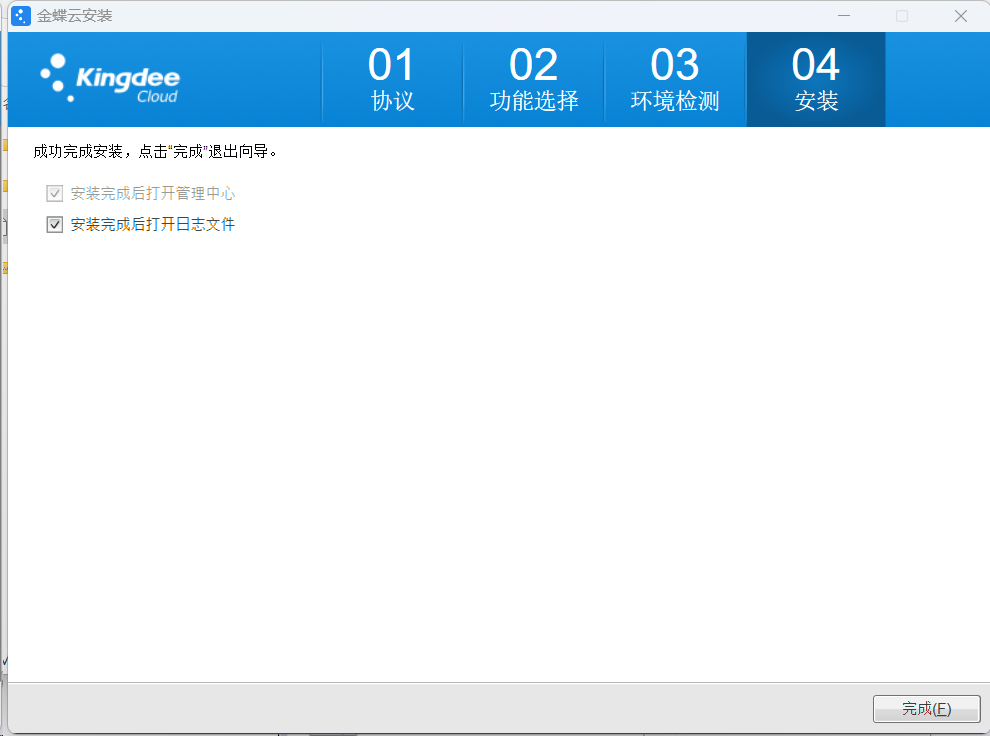 金蝶云安装
Kingdee
Cloud
01
协议
02
功能选择
03
环境检测
04
安装
成功完成安装，点击“完成”退出向导。
安装完成后打开管理中心
安装完成后打开日志文件
完成(F)